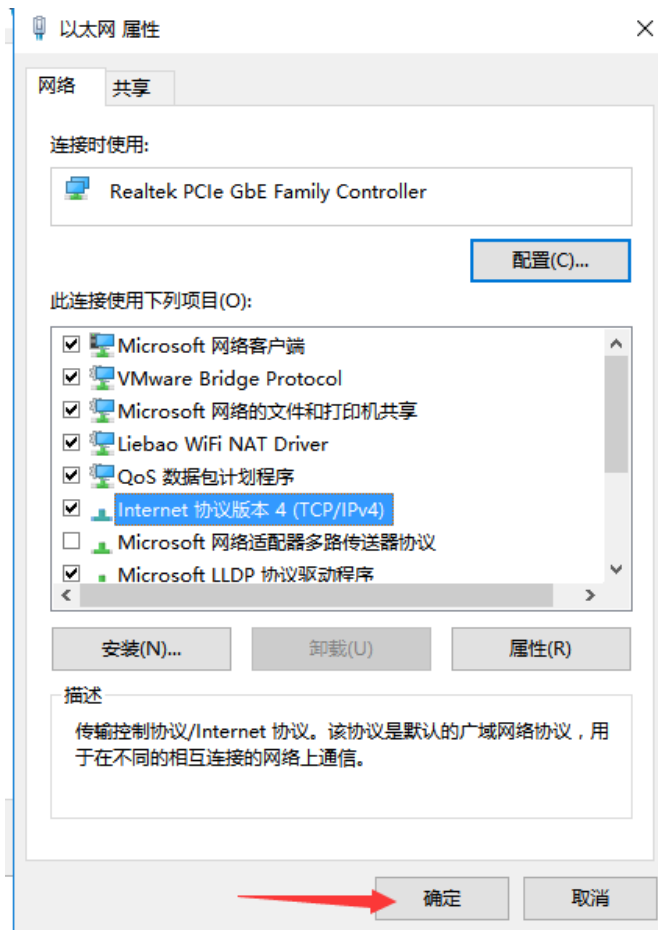 以太网 属性
网络
共享
连接时使用:
Realtek PCIe GbE Family Controller
配置(C)...
此连接使用下列项目(O):
Microsoft 网络客户端
VMware Bridge Protocol
Microsoft 网络的文件和打印机共享
Liebao WiFi NAT Driver
QoS 数据包计划程序
Internet 协议版本 4 (TCP/IPv4)
Microsoft 网络适配器多路传送器协议
Microsoft LLDP 协议驱动程序
安装(N)...
卸载(U)
属性(R)
描述
传输控制协议/Internet 协议。该协议是默认的广域网络协议，用
于在不同的相互连接的网络上通信。
确定
取消